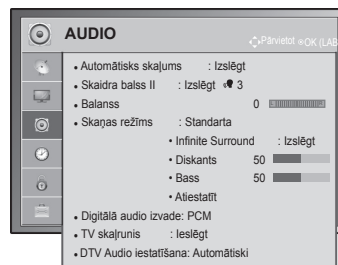 AUDIO
Pārvietot OK (LAB
• Automātisks skaļums : Izslēgt
• Skaidra balss II : Izslēgt 3
• Balanss 0
• Skaņas režīms : Standarta
• Infinite Surround : Izslēgt
• Diskants 50
• Bass 50
• Atiestatīt
• Digitālā audio izvade: PCM
• TV skaļrunis : Ieslēgt
• DTV Audio iestatīšana: Automātiski